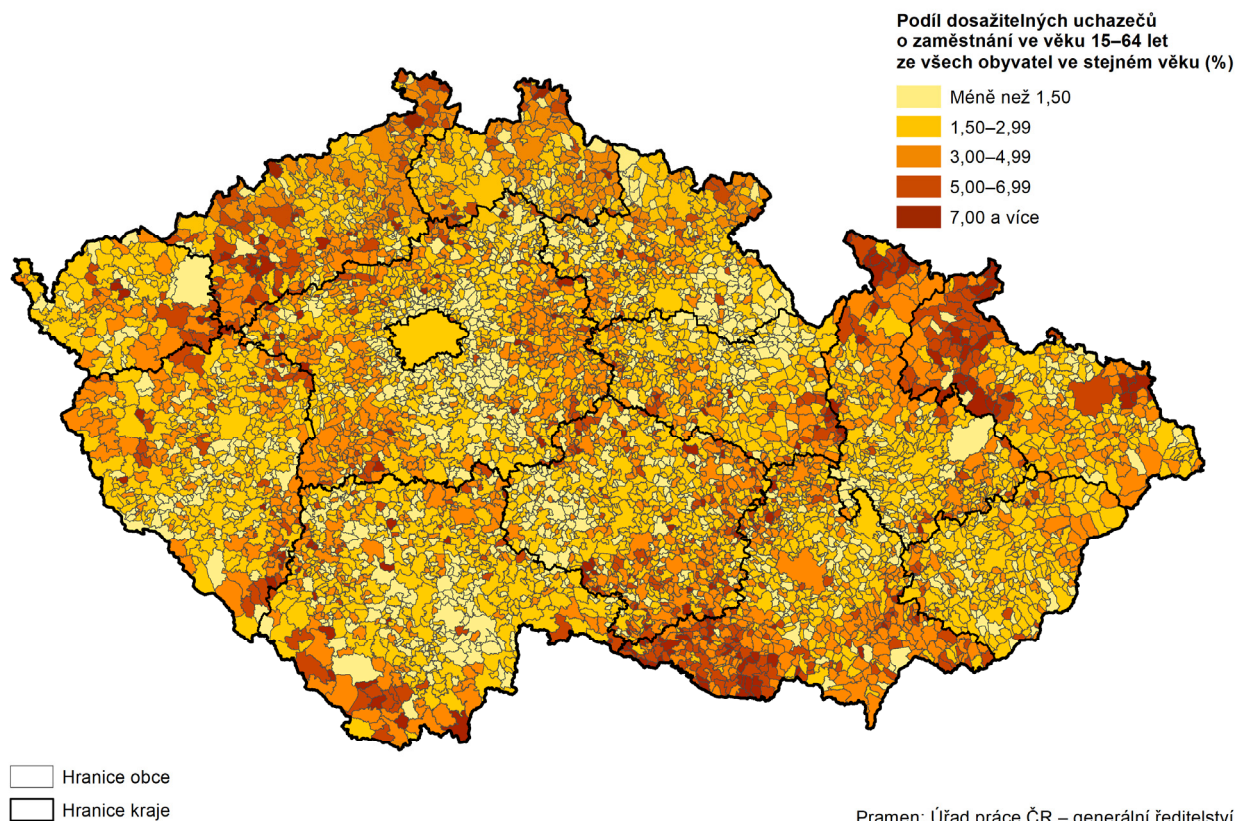 Podíl dosažitelných uchazečů
o zaměstnání ve věku 15–64 let
ze všech obyvatel ve stejném věku (%)
Méně než 1,50
1,50–2,99
3,00–4,99
5,00–6,99
7,00 a více
Hranice obce
Hranice kraje
Pramen: Úřad práce ČR – generální ředitelství